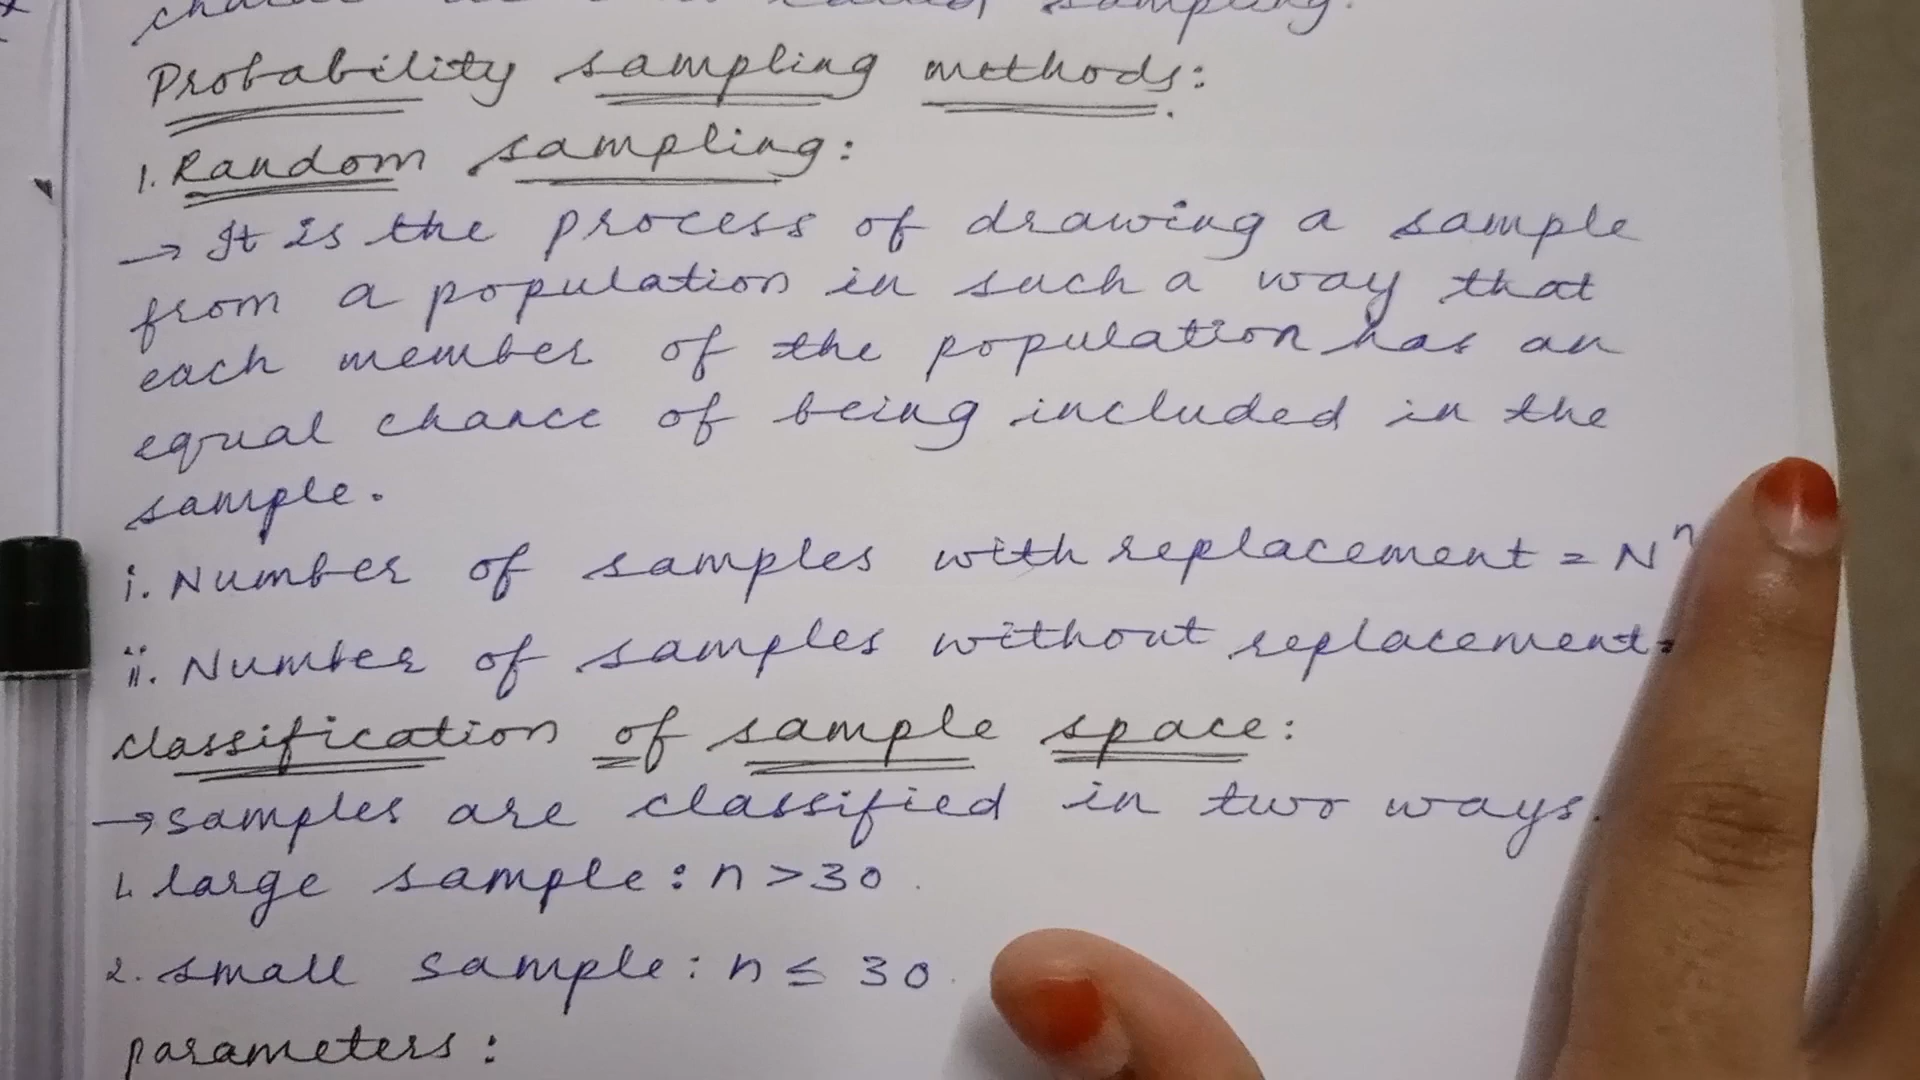 called sampling.
Probability sampling methods:
1. Random sampling:
→ It is the process of drawing a sample
from a population in such a way that
each member of the population has an
equal chance of being included in the
sample.
i. Number of samples with replacement = Nⁿ
ii. Number of samples without replacement =
classification of sample space:
→ samples are classified in two ways.
1. large sample: n > 30.
2. small sample: n ≤ 30.
parameters: